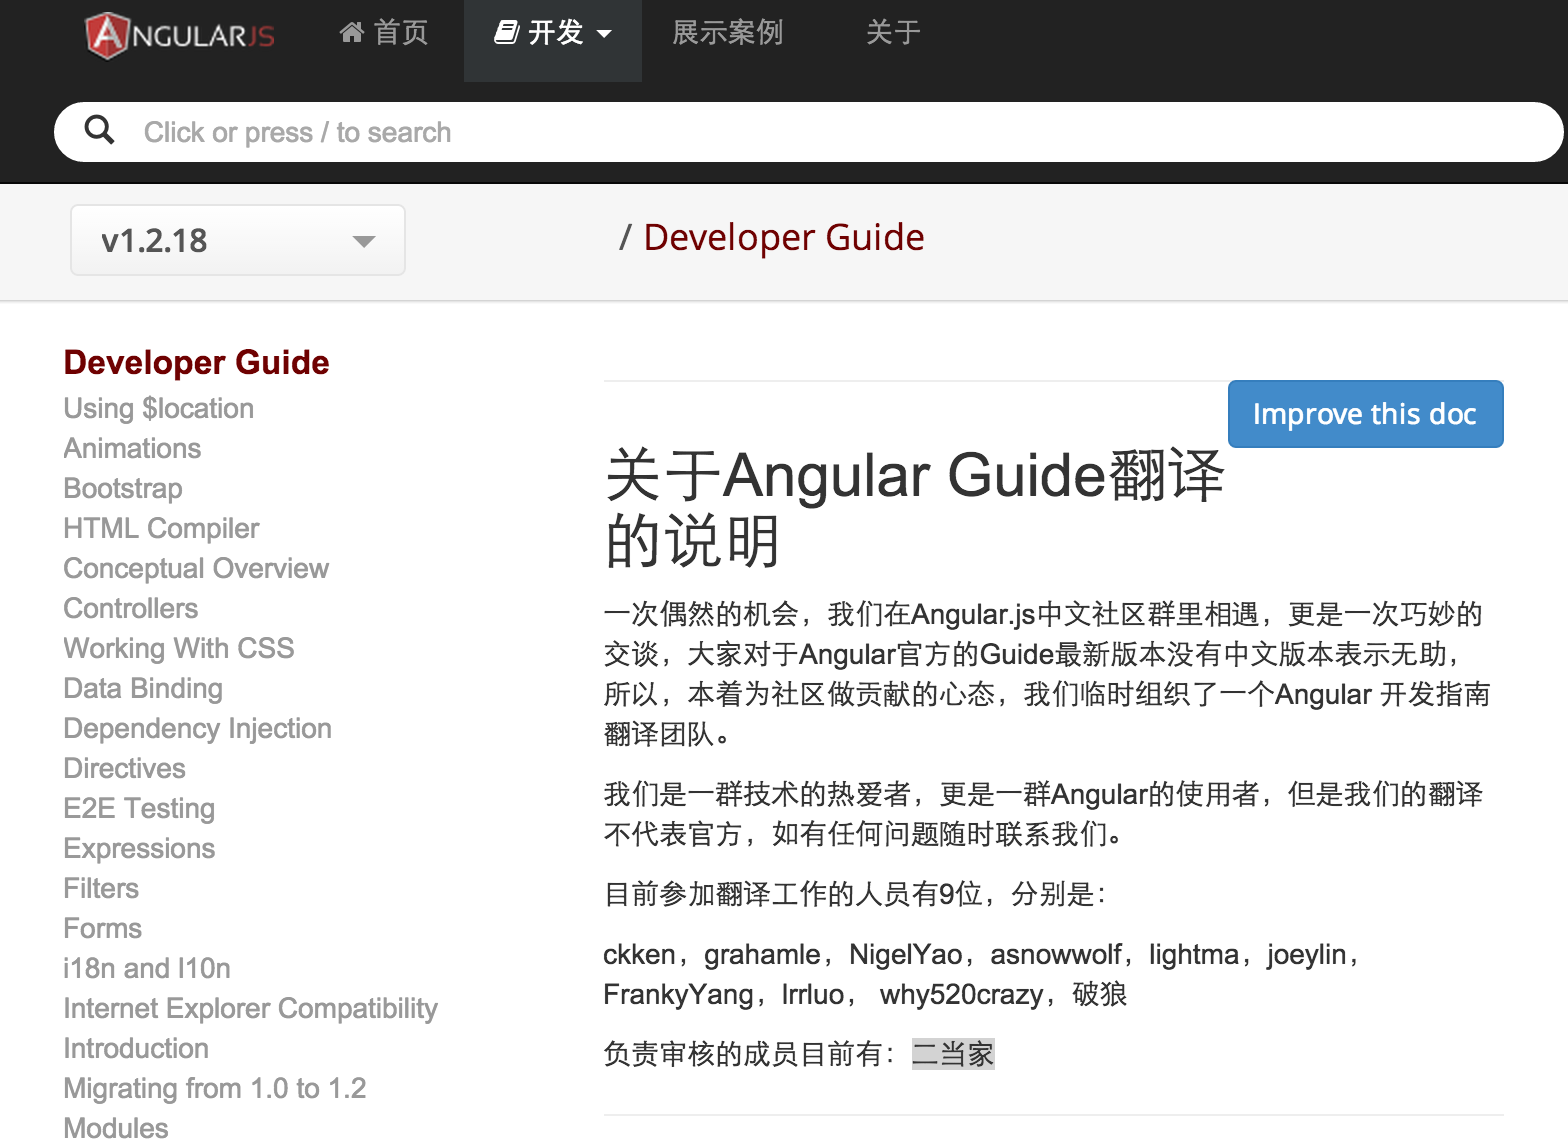 ANGULARJS
首页
开发
展示案例
关于
Click or press / to search
v1.2.18
/ Developer Guide
Developer Guide
Using $location
Animations
Bootstrap
HTML Compiler
Conceptual Overview
Controllers
Working With CSS
Data Binding
Dependency Injection
Directives
E2E Testing
Expressions
Filters
Forms
i18n and l10n
Internet Explorer Compatibility
Introduction
Migrating from 1.0 to 1.2
Modules
Improve this doc
关于Angular Guide翻译
的说明
一次偶然的机会，我们在Angular.js中文社区群里相遇，更是一次巧妙的
交谈，大家对于Angular官方的Guide最新版本没有中文版本表示无助，
所以，本着为社区做贡献的心态，我们临时组织了一个Angular 开发指南
翻译团队。
我们是一群技术的热爱者，更是一群Angular的使用者，但是我们的翻译
不代表官方，如有任何问题随时联系我们。
目前参加翻译工作的人员有9位，分别是：
ckken，grahamle，NigelYao，asnowwolf，lightma，joeylin，
FrankyYang，lrrluo， why520crazy，破狼
负责审核的成员目前有：二当家